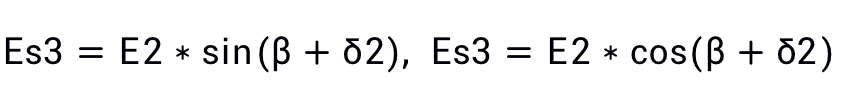 Es3 = E2 * sin(β + δ2), Es3 = E2 * cos(β + δ2)